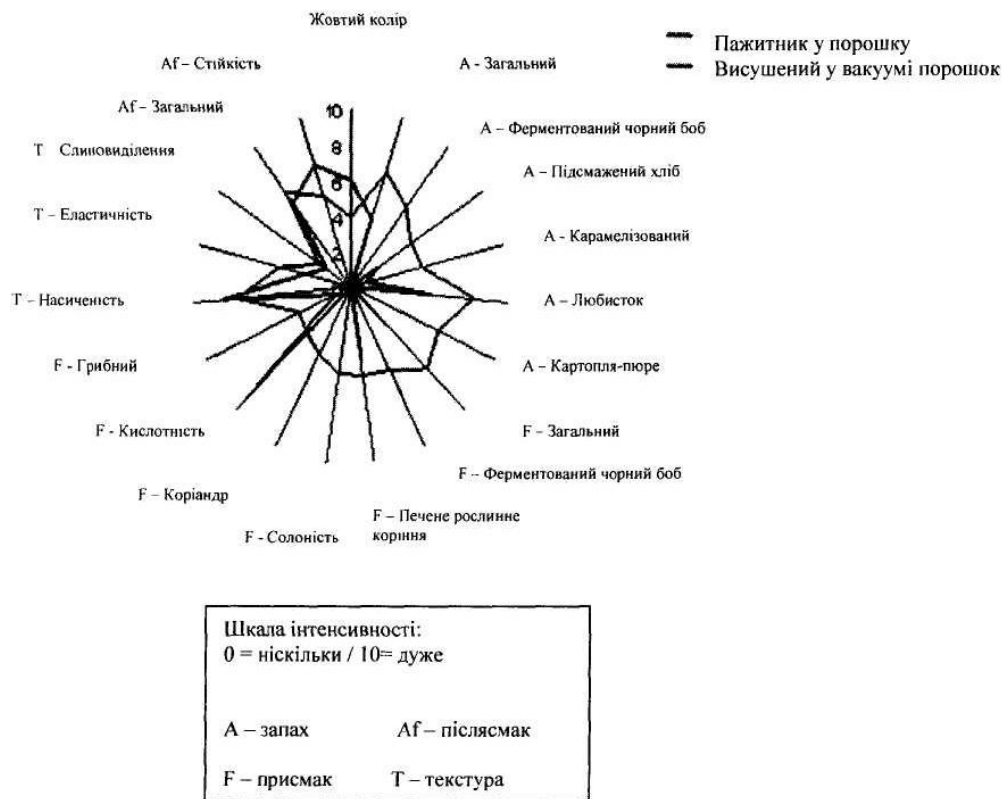 Жовтий колір
Пажитник у порошку
Висушений у вакуумі порошок
Af – Стійкість
A - Загальний
Af – Загальний
A – Ферментований чорний боб
T Слиновиділення
A – Підсмажений хліб
T – Еластичність
A - Карамелізований
T – Насиченість
A – Любисток
F - Грибний
A – Картопля-пюре
F - Кислотність
F - Загальний
F – Коріандр
F – Ферментований чорний боб
F - Солоність
F – Печене рослинне
коріння
10
8
6
4
2
Шкала інтенсивності:
0 = ніскільки / 10= дуже
A – запах Af – післясмак
F – присмак T – текстура